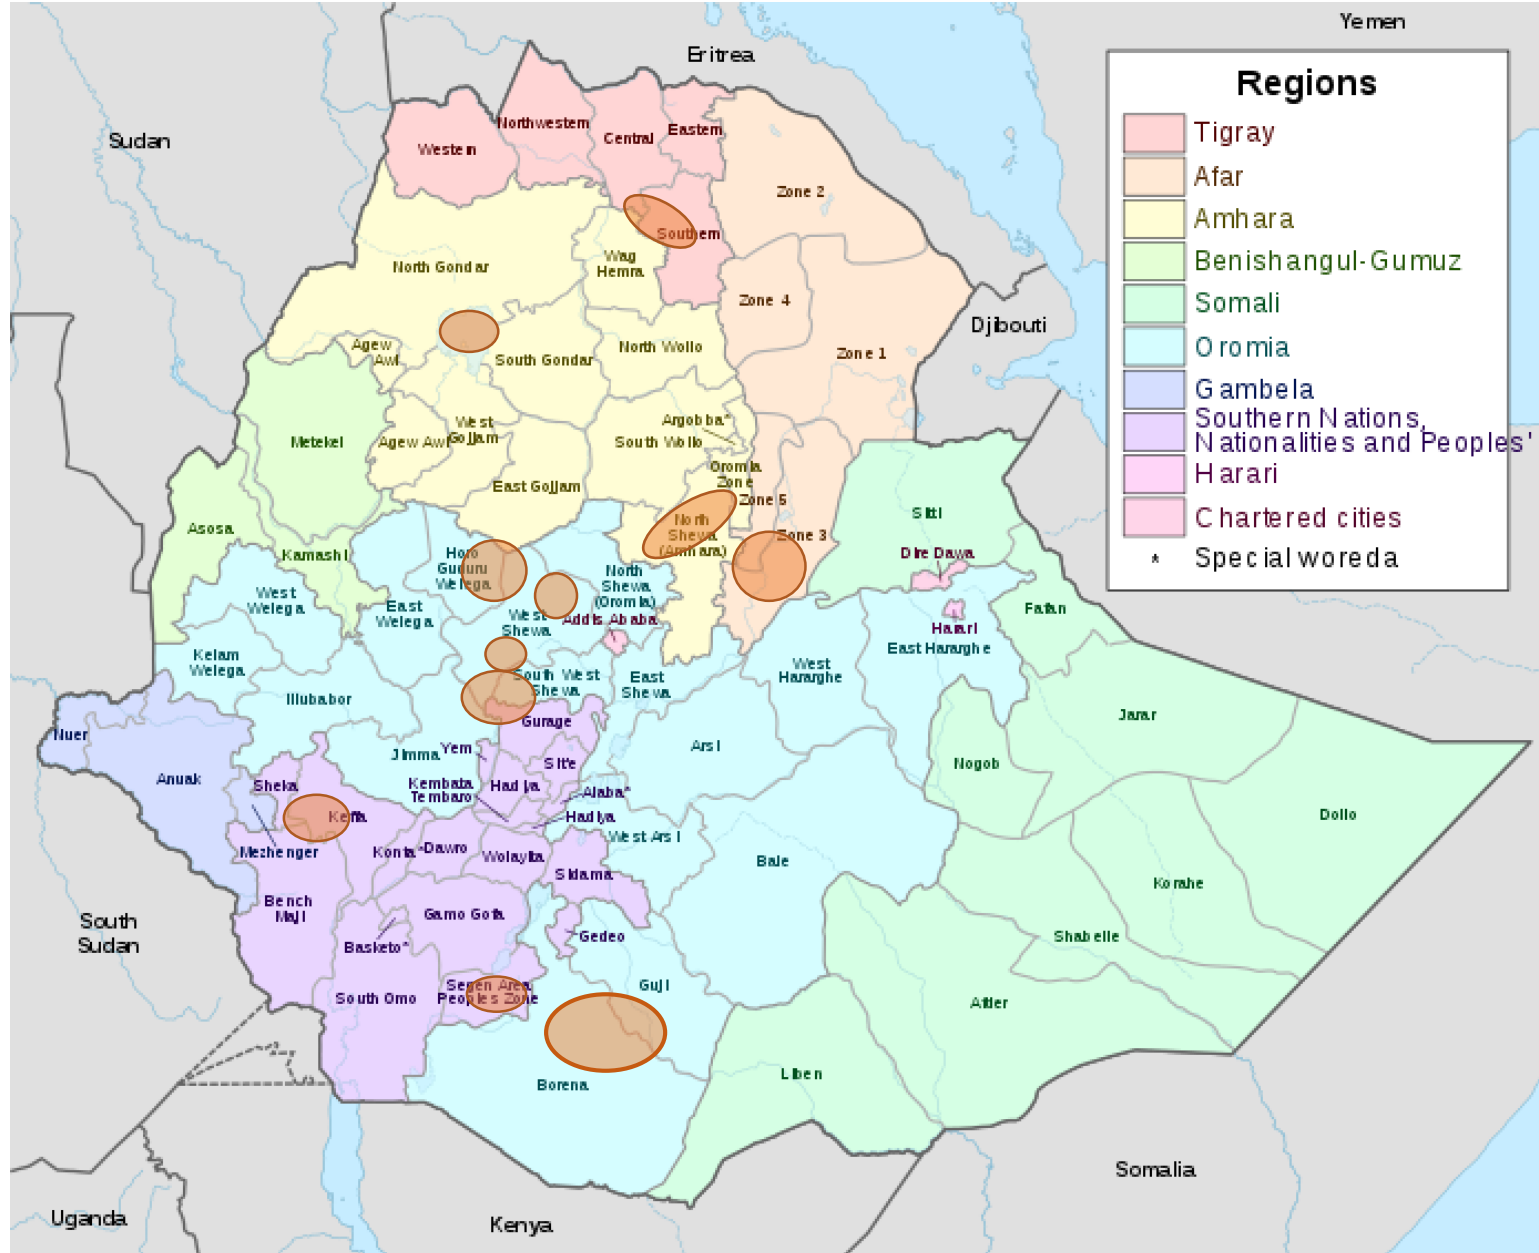 Yemen
Eritrea
Sudan
Djibouti
South
Sudan
Uganda
Kenya
Somalia
Regions
Tigray
Afar
Amhara
Benishangul-Gumuz
Somali
Oromia
Gambela
Southern Nations,
Nationalities and Peoples'
Harari
Chartered cities
* Special woreda
Western
Northwestern
Central
Eastern
Southern
Zone 2
Zone 4
Zone 1
Zone 5
Zone 3
North Gondar
Wag
Hemra
Agew
Awi
South Gondar
North Wollo
West
Gojjam
Agew Awi
Argobba*
South Wollo
East Gojjam
Oromia
Zone
North
Shewa
(Amhara)
Metekel
Asosa
Kamashi
Horo
Guduru
Welega
North
Shewa
(Oromia)
West
Welega
East
Welega
West
Shewa
Addis Ababa
Kelam
Welega
South West
Shewa
East
Shewa
Illubabor
West
Hararghe
East Hararghe
Sitti
Dire Dawa
Harari
Fafan
Jarar
Nogob
Dollo
Korahe
Shabelle
Afder
Liben
Nuer
Anuak
Mezhenger
Sheka
Keffa
Jimma
Yem
Gurage
Silt'e
Hadiya
Kembata
Tembaro
Alaba*
Hadiya
Arsi
West Arsi
Bale
Konta*
Dawro
Wolayita
Sidama
Bench
Maji
Gamo Gofa
Basketo*
Gedeo
South Omo
Segen Area
Peoples Zone
Guji
Borena